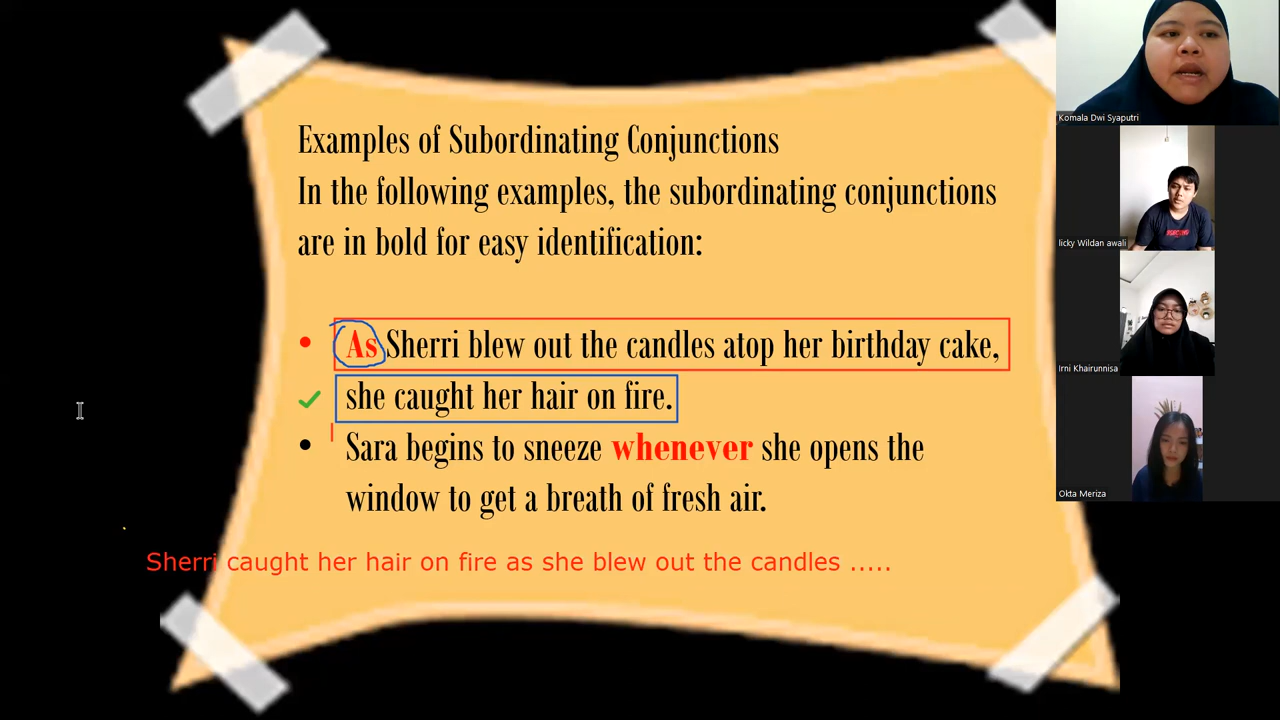 Examples of Subordinating Conjunctions
In the following examples, the subordinating conjunctions
are in bold for easy identification:
• As Sherri blew out the candles atop her birthday cake,
she caught her hair on fire.
• Sara begins to sneeze whenever she opens the
window to get a breath of fresh air.
Sherri caught her hair on fire as she blew out the candles .....
Komala Dwi Syaputri
licky Wildan awali
Irni Khairunnisa
Okta Meriza